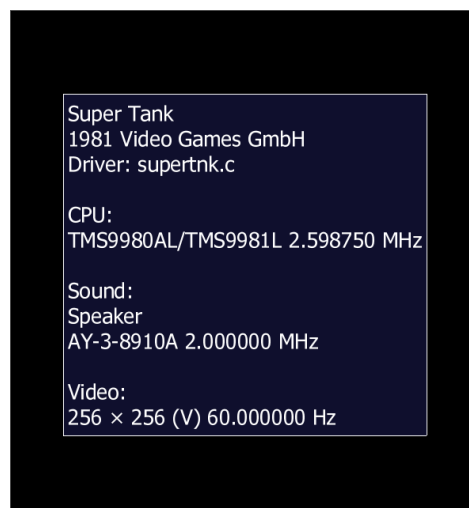 Super Tank
1981 Video Games GmbH
Driver: supertnk.c
CPU:
TMS9980AL/TMS9981L 2.598750 MHz
Sound:
Speaker
AY-3-8910A 2.000000 MHz
Video:
256 × 256 (V) 60.000000 Hz